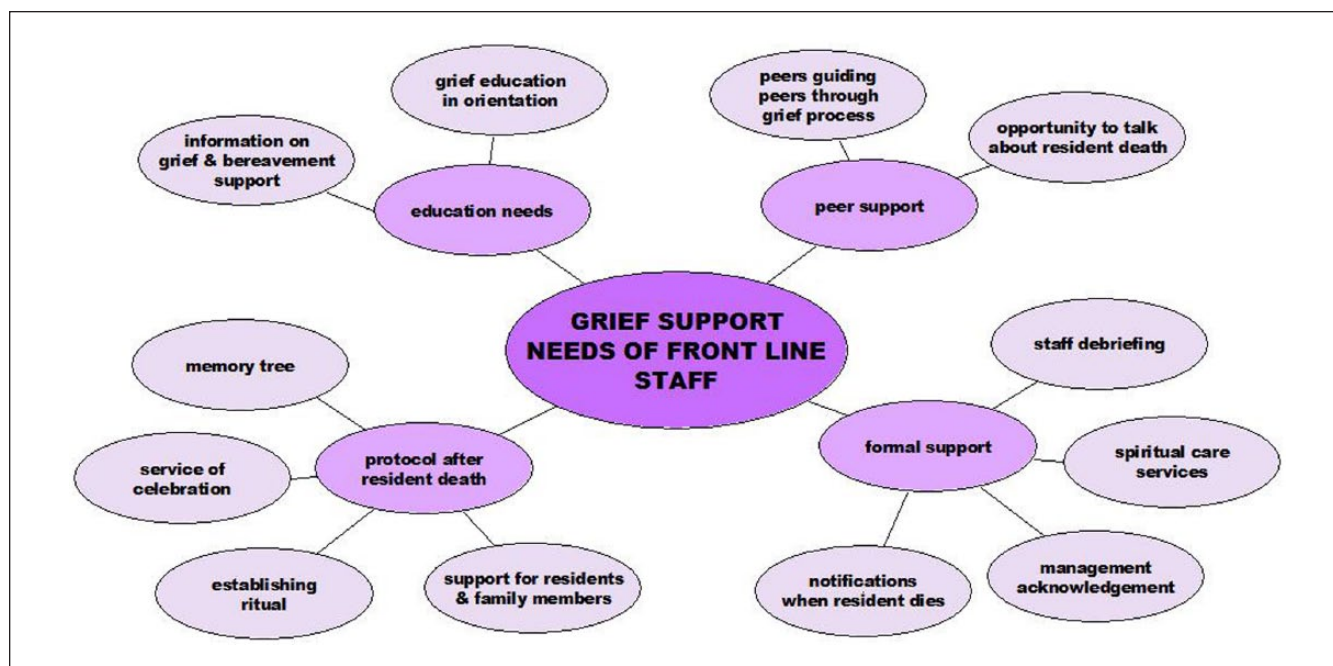 grief education
in orientation
information on
grief & bereavement
support
education needs
peers guiding
peers through
grief process
opportunity to talk
about resident death
peer support
GRIEF SUPPORT
NEEDS OF FRONT LINE
STAFF
memory tree
service of
celebration
protocol after
resident death
establishing
ritual
support for residents
& family members
staff debriefing
formal support
spiritual care
services
notifications
when resident dies
management
acknowledgement